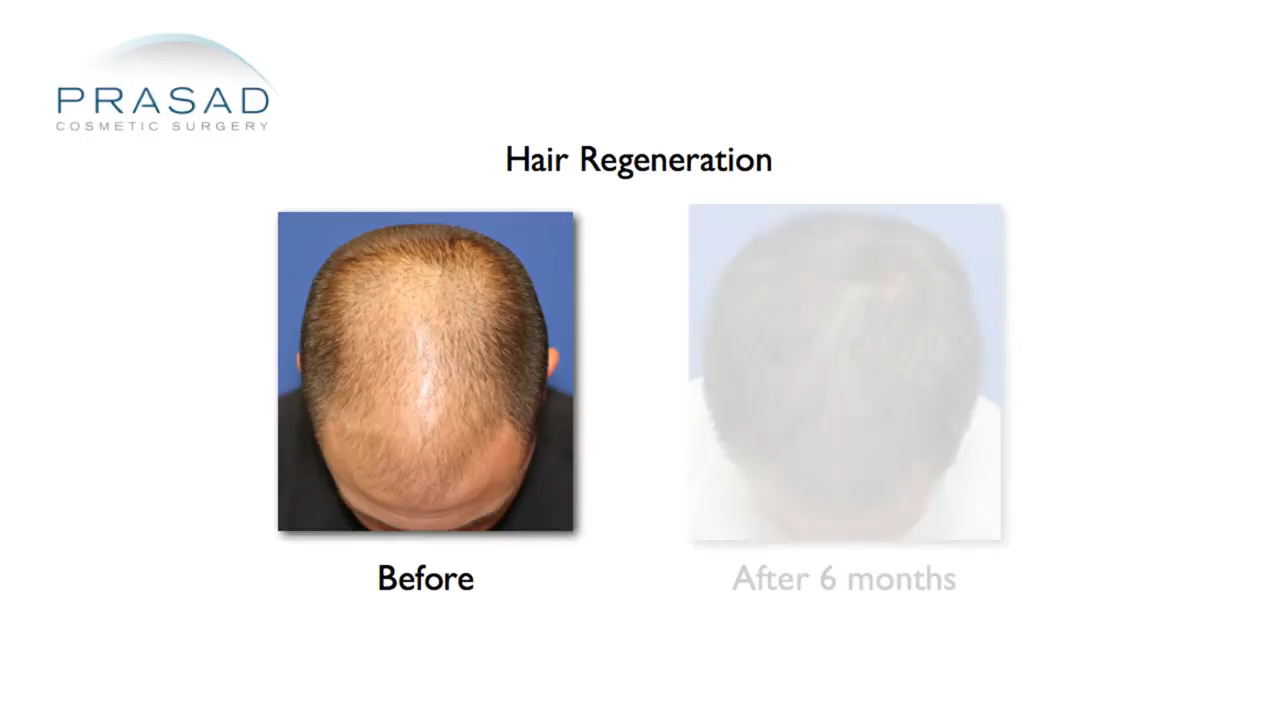 PRASAD
COSMETIC SURGERY
Hair Regeneration
Before
After 6 months